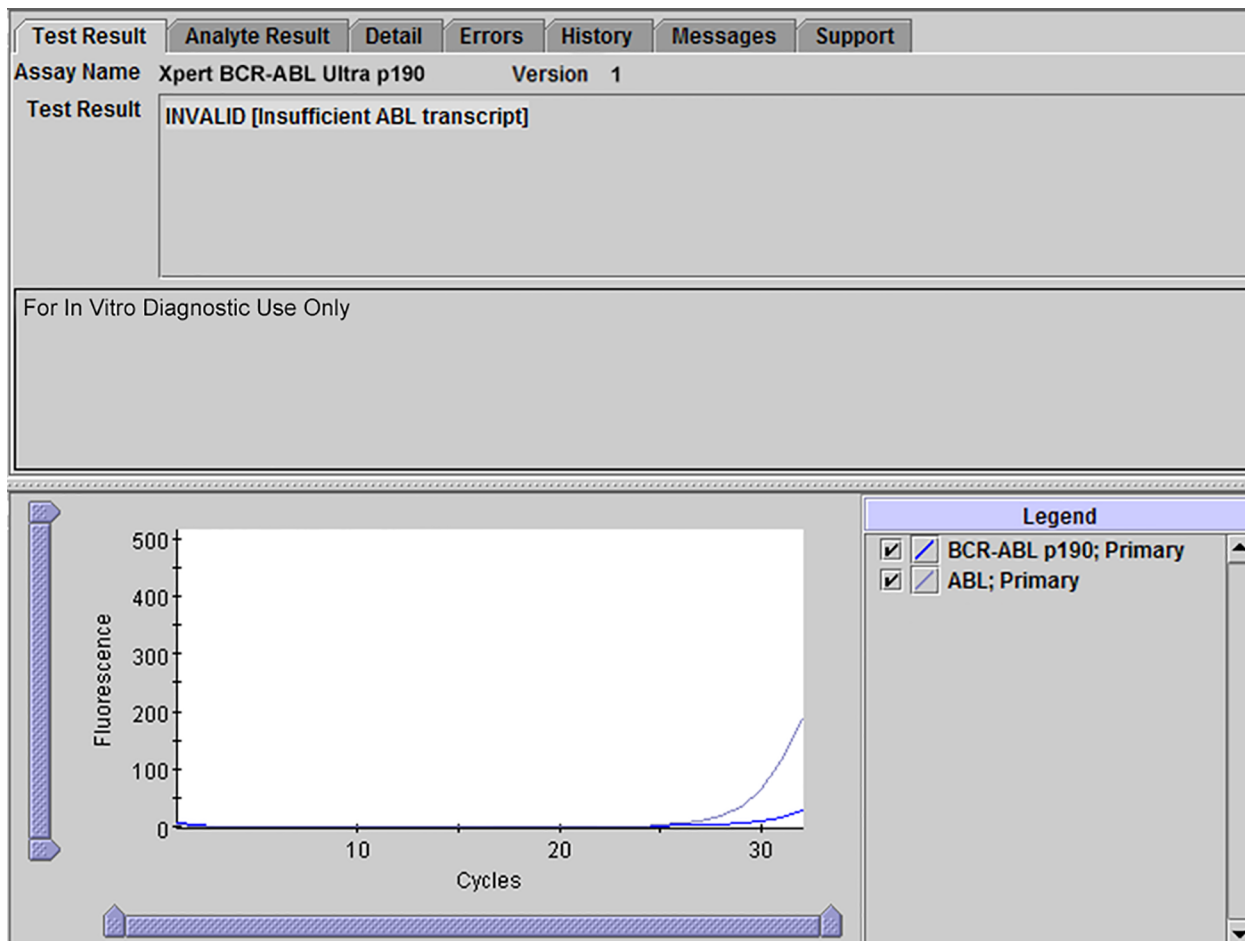 Test Result Analyte Result Detail Errors History Messages Support
Assay Name Xpert BCR-ABL Ultra p190 Version 1
Test Result INVALID [Insufficient ABL transcript]
For In Vitro Diagnostic Use Only
Legend
BCR-ABL p190; Primary
ABL; Primary
500
400
300
200
100
0
Fluorescence
10 20 30
Cycles